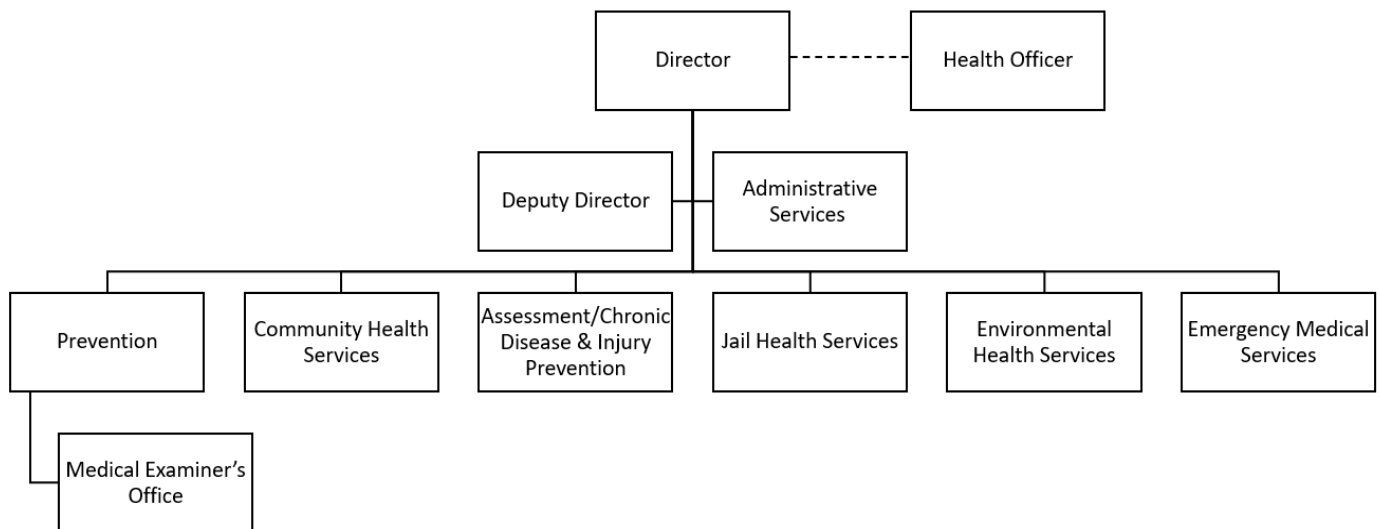 Director
Health Officer
Deputy Director
Administrative
Services
Prevention
Community Health
Services
Assessment/Chronic
Disease & Injury
Prevention
Jail Health Services
Environmental
Health Services
Emergency Medical
Services
Medical Examiner’s
Office